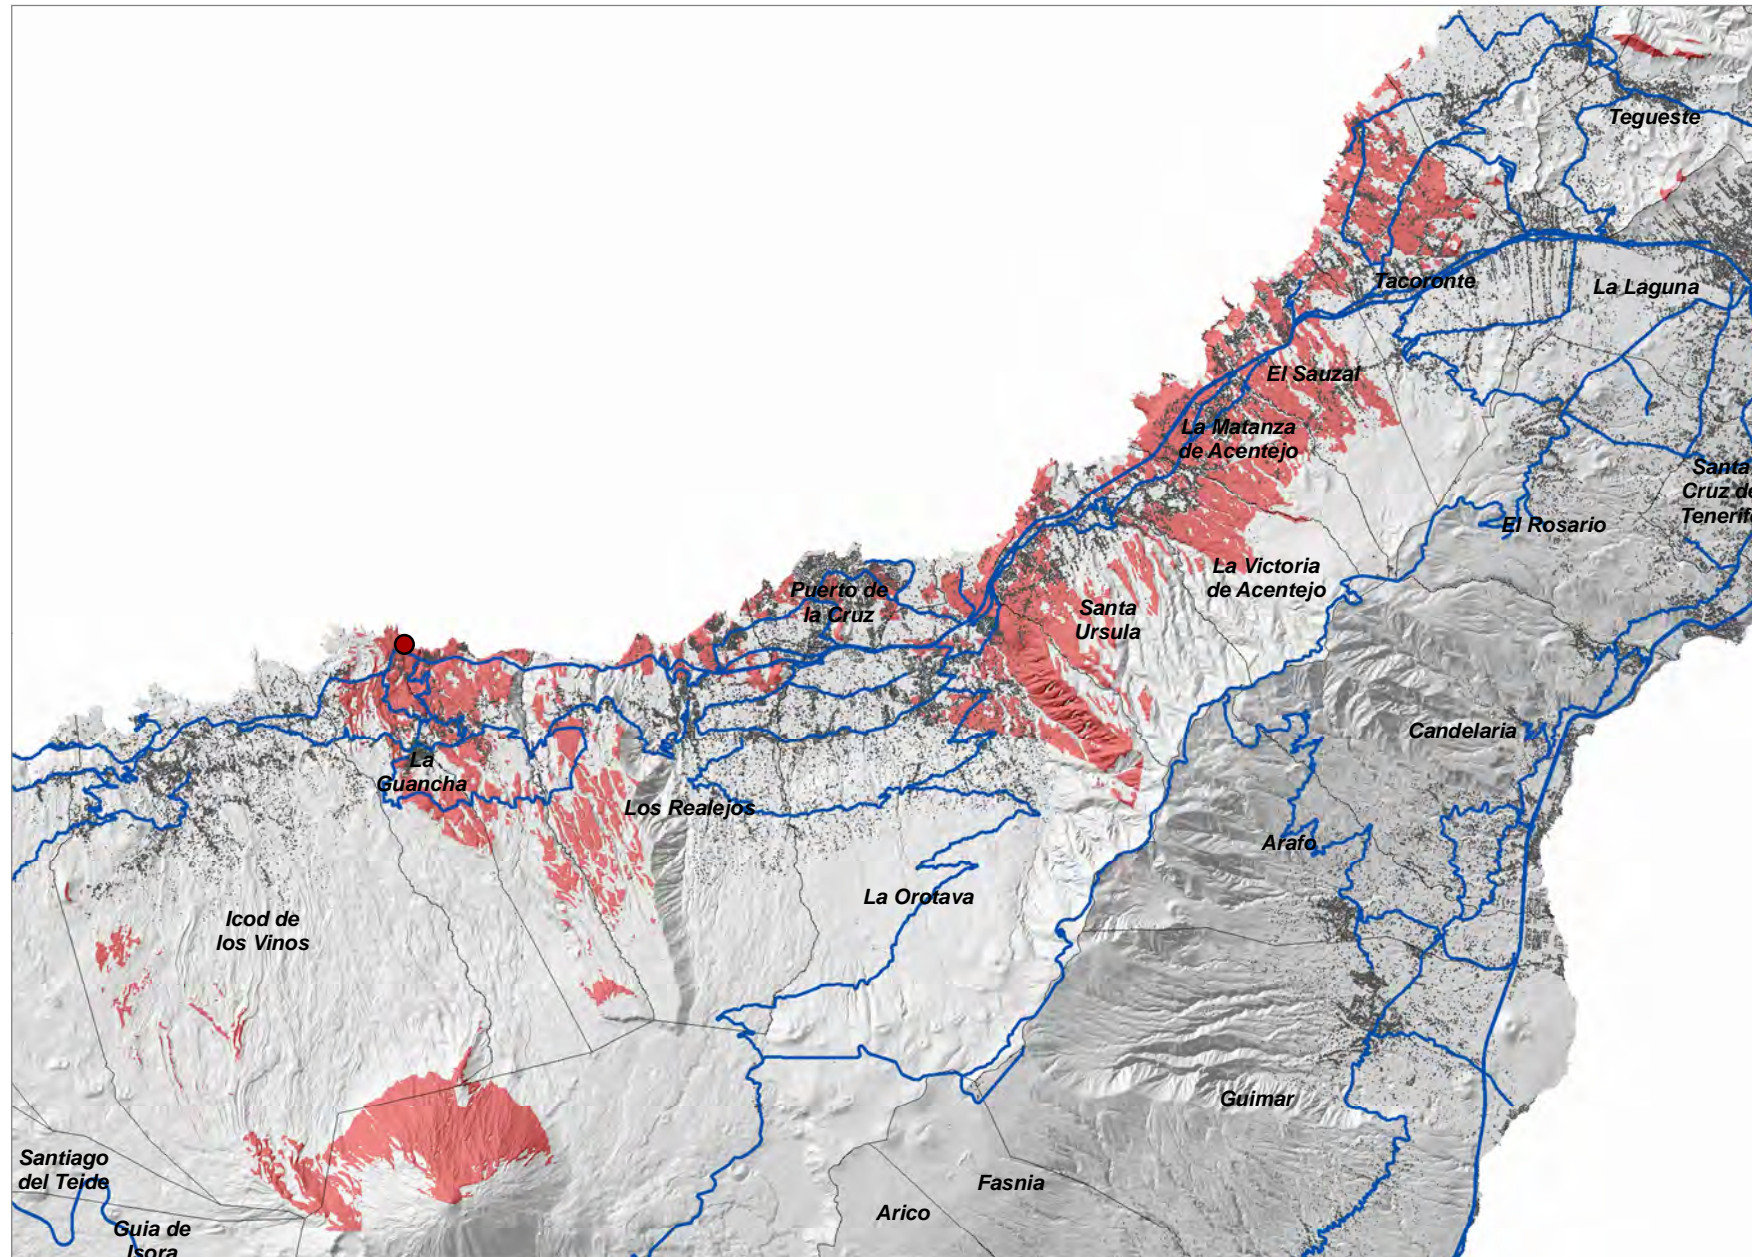 Tegueste
Tacoronte
La Laguna
El Sauzal
La Matanza
de Acentejo
Santa
Cruz de
Tenerife
El Rosario
La Victoria
de Acentejo
Puerto de
la Cruz
Santa
Ursula
Candelaria
La
Guancha
Los Realejos
Arafo
La Orotava
Icod de
los Vinos
Guimar
Santiago
del Teide
Fasnia
Arico
Guia de
Isora